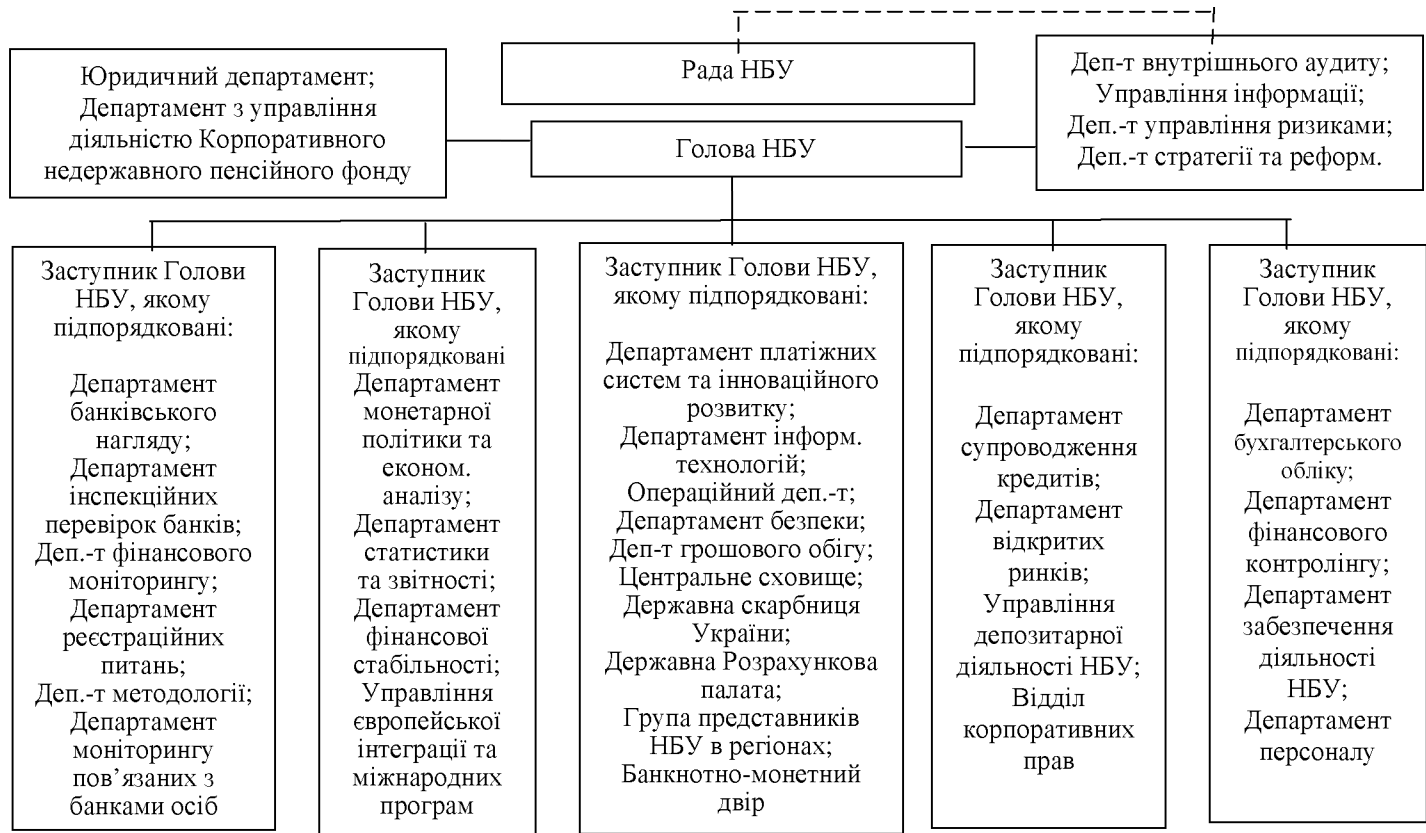 Юридичний департамент;
Департамент з управління
діяльністю Корпоративного
недержавного пенсійного фонду
Рада НБУ
Голова НБУ
Деп-т внутрішнього аудиту;
Управління інформації;
Деп.-т управління ризиками;
Деп.-т стратегії та реформ.
Заступник Голови
НБУ, якому
підпорядковані:
Департамент
банківського
нагляду;
Департамент
інспекційних
перевірок банків;
Деп.-т фінансового
моніторингу;
Департамент
реєстраційних
питань;
Деп.-т методології;
Департамент
моніторингу
пов’язаних з
банками осіб
Заступник
Голови НБУ,
якому
підпорядковані
Департамент
монетарної
політики та
економ.
аналізу;
Департамент
статистики
та звітності;
Департамент
фінансової
стабільності;
Управління
європейської
інтеграції та
міжнародних
програм
Заступник Голови НБУ,
якому підпорядковані:
Департамент платіжних
систем та інноваційного
розвитку;
Департамент інформ.
технологій;
Операційний деп.-т;
Департамент безпеки;
Деп-т грошового обігу;
Центральне сховище;
Державна скарбниця
України;
Державна Розрахункова
палата;
Група представників
НБУ в регіонах;
Банкнотно-монетний
двір
Заступник
Голови НБУ,
якому
підпорядковані:
Департамент
супроводження
кредитів;
Департамент
відкритих
ринків;
Управління
депозитарної
діяльності НБУ;
Відділ
корпоративних
прав
Заступник
Голови НБУ,
якому
підпорядковані:
Департамент
бухгалтерського
обліку;
Департамент
фінансового
контролінгу;
Департамент
забезпечення
діяльності
НБУ;
Департамент
персоналу